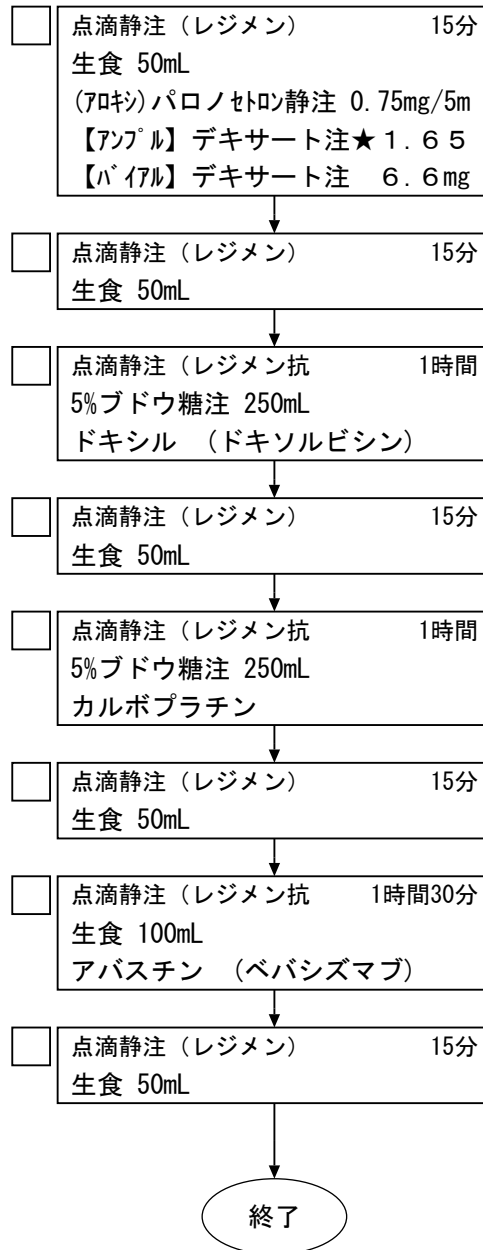 点滴静注（レジメン） 15分
生食 50mL
(ｱﾛｷｼ)パロノｾﾄﾛﾝ静注 0.75mg/5m
【ｱﾝﾌﾟﾙ】デキサート注★１.６５
【ﾊﾞｲｱﾙ】デキサート注　６.６mg
点滴静注（レジメン） 15分
生食 50mL
点滴静注（レジメン抗 1時間
5%ブドウ糖注 250mL
ドキシル　（ドキソルビシン）
点滴静注（レジメン） 15分
生食 50mL
点滴静注（レジメン抗 1時間
5%ブドウ糖注 250mL
カルボプラチン
点滴静注（レジメン） 15分
生食 50mL
点滴静注（レジメン抗 1時間30分
生食 100mL
アバスチン　（ベバシズマブ）
点滴静注（レジメン） 15分
生食 50mL
終了